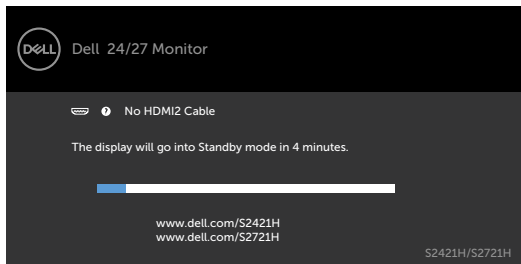 DELL
Dell 24/27 Monitor
No HDMI2 Cable
The display will go into Standby mode in 4 minutes.
www.dell.com/S2421H
www.dell.com/S2721H
S2421H/S2721H